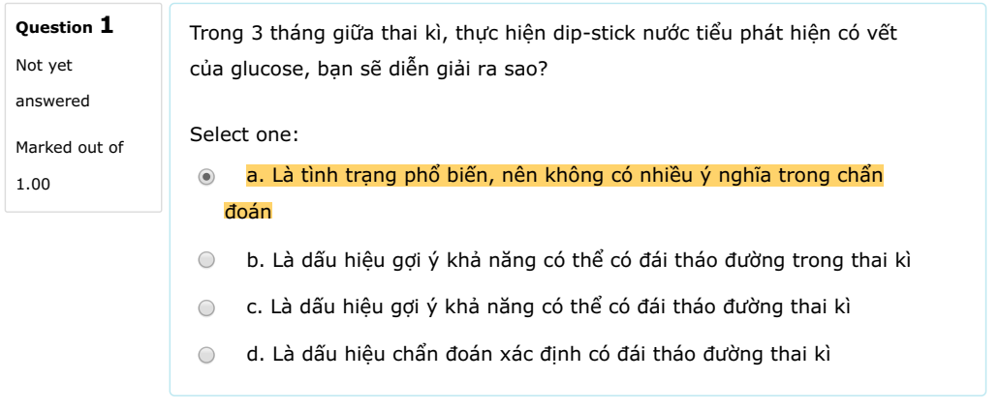 Question 1
Not yet
answered
Marked out of
1.00
Trong 3 tháng giữa thai kì, thực hiện dip-stick nước tiểu phát hiện có vết
của glucose, bạn sẽ diễn giải ra sao?
Select one:
a. Là tình trạng phổ biến, nên không có nhiều ý nghĩa trong chẩn
đoán
b. Là dấu hiệu gợi ý khả năng có thể có đái tháo đường trong thai kì
c. Là dấu hiệu gợi ý khả năng có thể có đái tháo đường thai kì
d. Là dấu hiệu chẩn đoán xác định có đái tháo đường thai kì